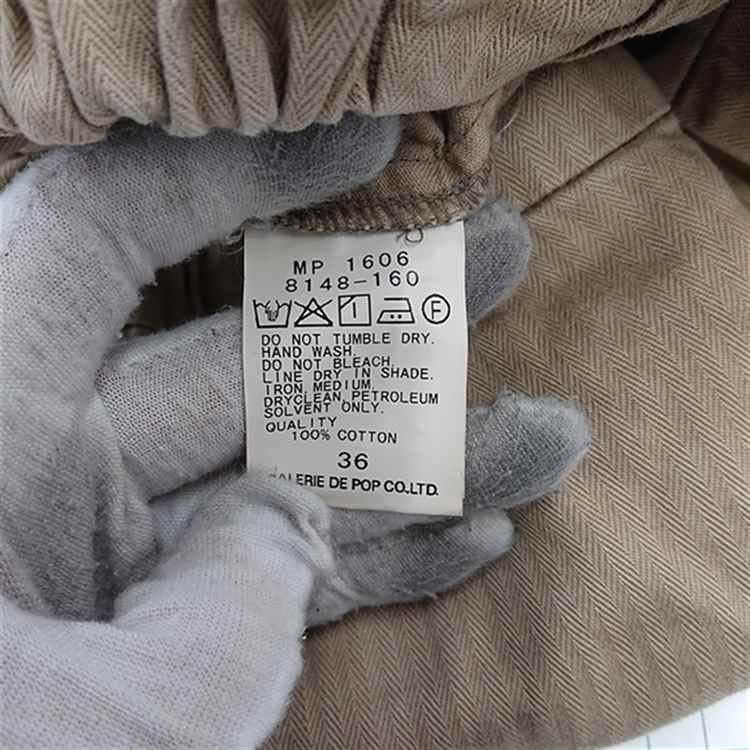 MP 1606
8148-160
F
DO NOT TUMBLE DRY.
HAND WASH.
DO NOT BLEACH.
LINE DRY IN SHADE.
IRON, MEDIUM.
DRYCLEAN, PETROLEUM
SOLVENT ONLY.
QUALITY
100% COTTON
36
GALERIE DE POP CO.LTD.